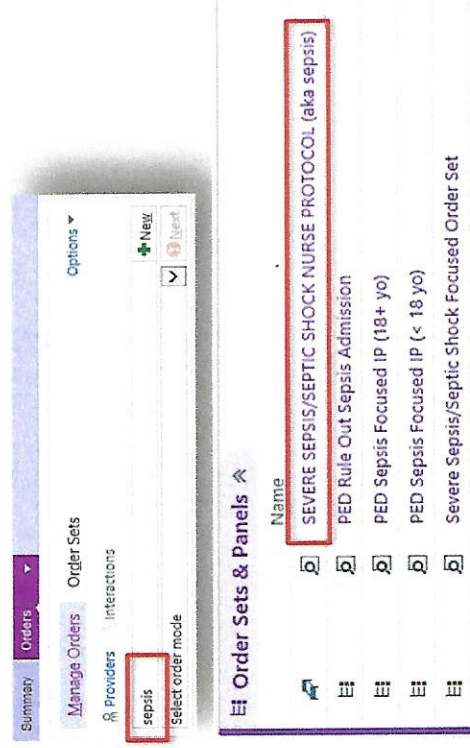 Summary Orders
Manage Orders Order Sets Options
Providers Interactions
sepsis New
Select order mode Next
Order Sets & Panels
Name
SEVERE SEPSIS/SEPTIC SHOCK NURSE PROTOCOL (aka sepsis)
PED Rule Out Sepsis Admission
PED Sepsis Focused IP (18+ yo)
PED Sepsis Focused IP (< 18 yo)
Severe Sepsis/Septic Shock Focused Order Set